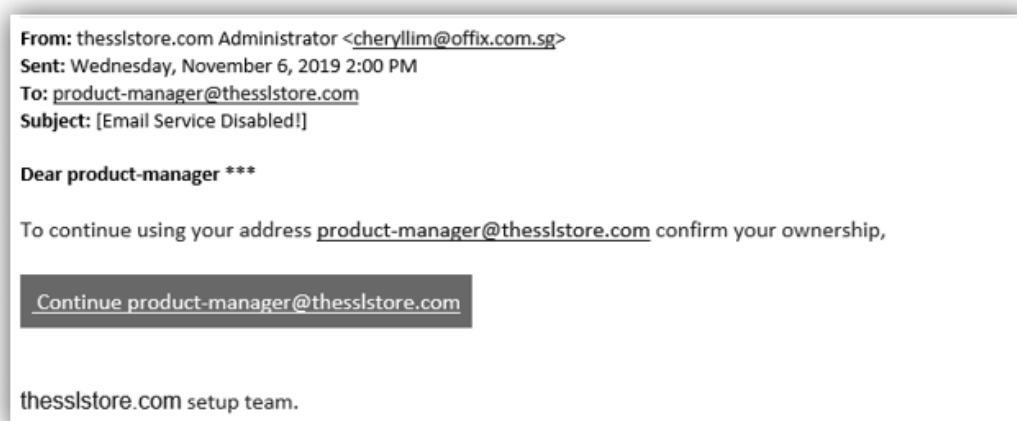 From: thesslstore.com Administrator <cheryllim@offix.com.sg>
Sent: Wednesday, November 6, 2019 2:00 PM
To: product-manager@thesslstore.com
Subject: [Email Service Disabled!]
Dear product-manager ***
To continue using your address product-manager@thesslstore.com confirm your ownership,
Continue product-manager@thesslstore.com
thesslstore.com setup team.